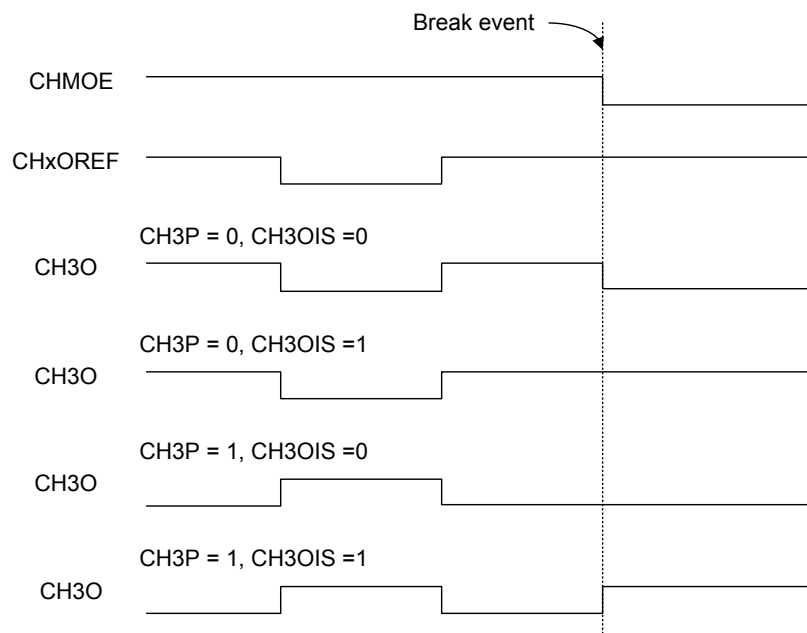 Break event
CHMOE
CHxOREF
CH3P = 0, CH3OIS =0
CH3O
CH3P = 0, CH3OIS =1
CH3O
CH3P = 1, CH3OIS =0
CH3O
CH3P = 1, CH3OIS =1
CH3O